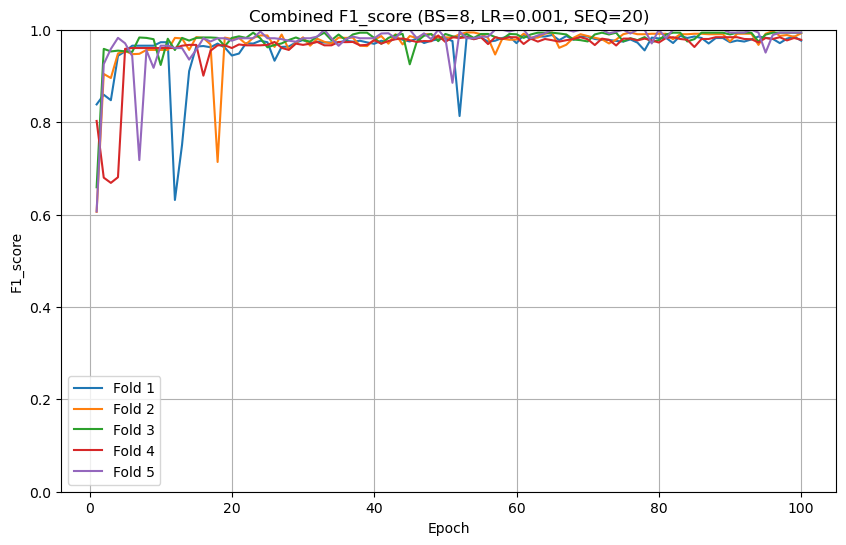 Combined F1_score (BS=8, LR=0.001, SEQ=20)
1.0
0.8
0.6
0.4
0.2
0.0
F1_score
Fold 1
Fold 2
Fold 3
Fold 4
Fold 5
0 20 40 60 80 100
Epoch